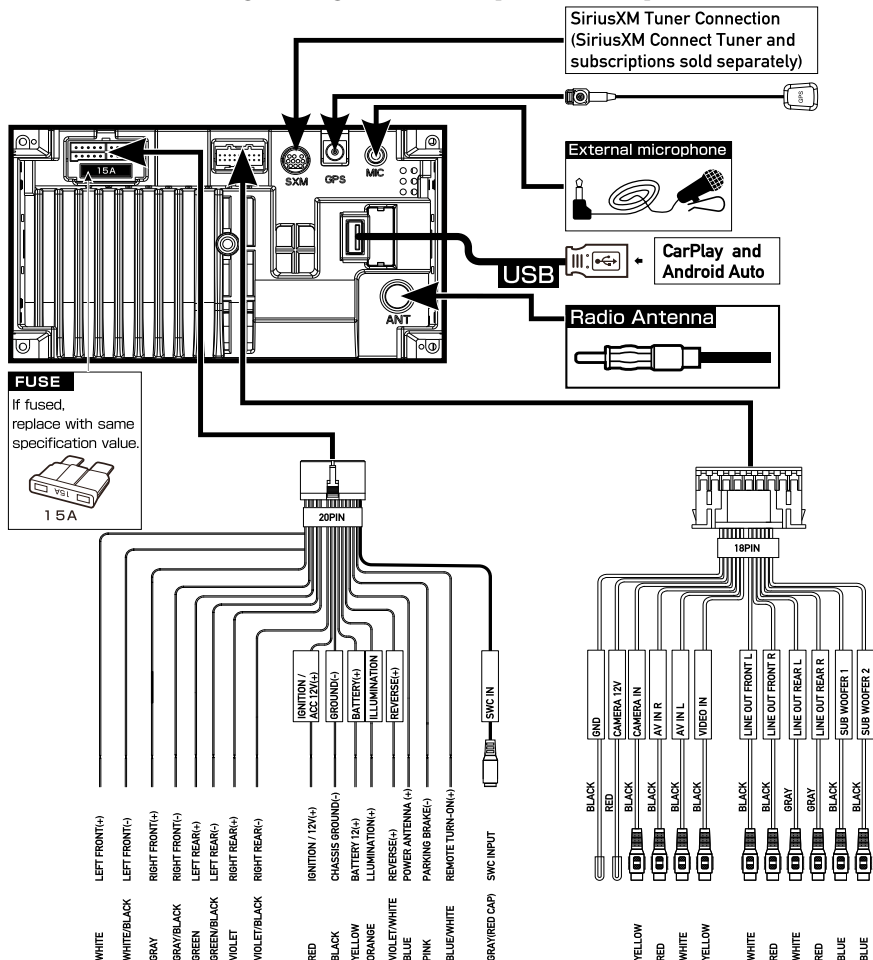 SiriusXM Tuner Connection
(SiriusXM Connect Tuner and
subscriptions sold separately)
GPS
15A
SXM
GPS
MIC
External microphone
USB
CarPlay and
Android Auto
ANT
Radio Antenna
FUSE
If fused,
replace with same
specification value.
15A
15A
20PIN
18PIN
IGNITION /
ACC 12V(+)
GROUND(-)
BATTERY(+)
ILLUMINATION
REVERSE(+)
SWC IN
GND
CAMERA 12V
CAMERA IN
AV IN R
AV IN L
VIDEO IN
LINE OUT FRONT L
LINE OUT FRONT R
LINE OUT REAR L
LINE OUT REAR R
SUB WOOFER 1
SUB WOOFER 2
LEFT FRONT(+)
LEFT FRONT(-)
RIGHT FRONT(+)
RIGHT FRONT(-)
LEFT REAR(+)
LEFT REAR(-)
RIGHT REAR(+)
RIGHT REAR(-)
IGNITION / 12V(+)
CHASSIS GROUND(-)
BATTERY 12(+)
LLUMINATION(+)
REVERSE(+)
POWER ANTENNA (+)
PARKING BRAKE(-)
REMOTE TURN-ON(+)
SWC INPUT
BLACK
RED
BLACK
BLACK
BLACK
BLACK
BLACK
BLACK
GRAY
GRAY
BLACK
BLACK
WHITE
WHITE/BLACK
GRAY
GRAY/BLACK
GREEN
GREEN/BLACK
VIOLET
VIOLET/BLACK
RED
BLACK
YELLOW
ORANGE
VIOLET/WHITE
BLUE
PINK
BLUE/WHITE
GRAY(RED CAP)
YELLOW
RED
WHITE
YELLOW
WHITE
RED
WHITE
RED
BLUE
BLUE